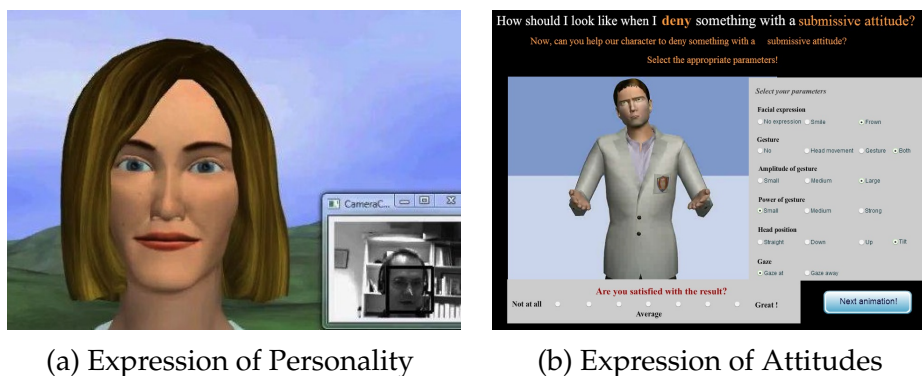 How should I look like when I deny something with a submissive attitude?
Now, can you help our character to deny something with a submissive attitude?
Select the appropriate parameters!
Select your parameters
Facial expression
No expression Smile Frown
Gesture
No Head movement Gesture Both
Amplitude of gesture
Small Medium Large
Power of gesture
Small Medium Strong
Head position
Straight Down Up Tilt
Gaze
Gaze at Gaze away
CameraC...
Are you satisfied with the result?
Not at all Great !
Average
Next animation!
(a) Expression of Personality (b) Expression of Attitudes